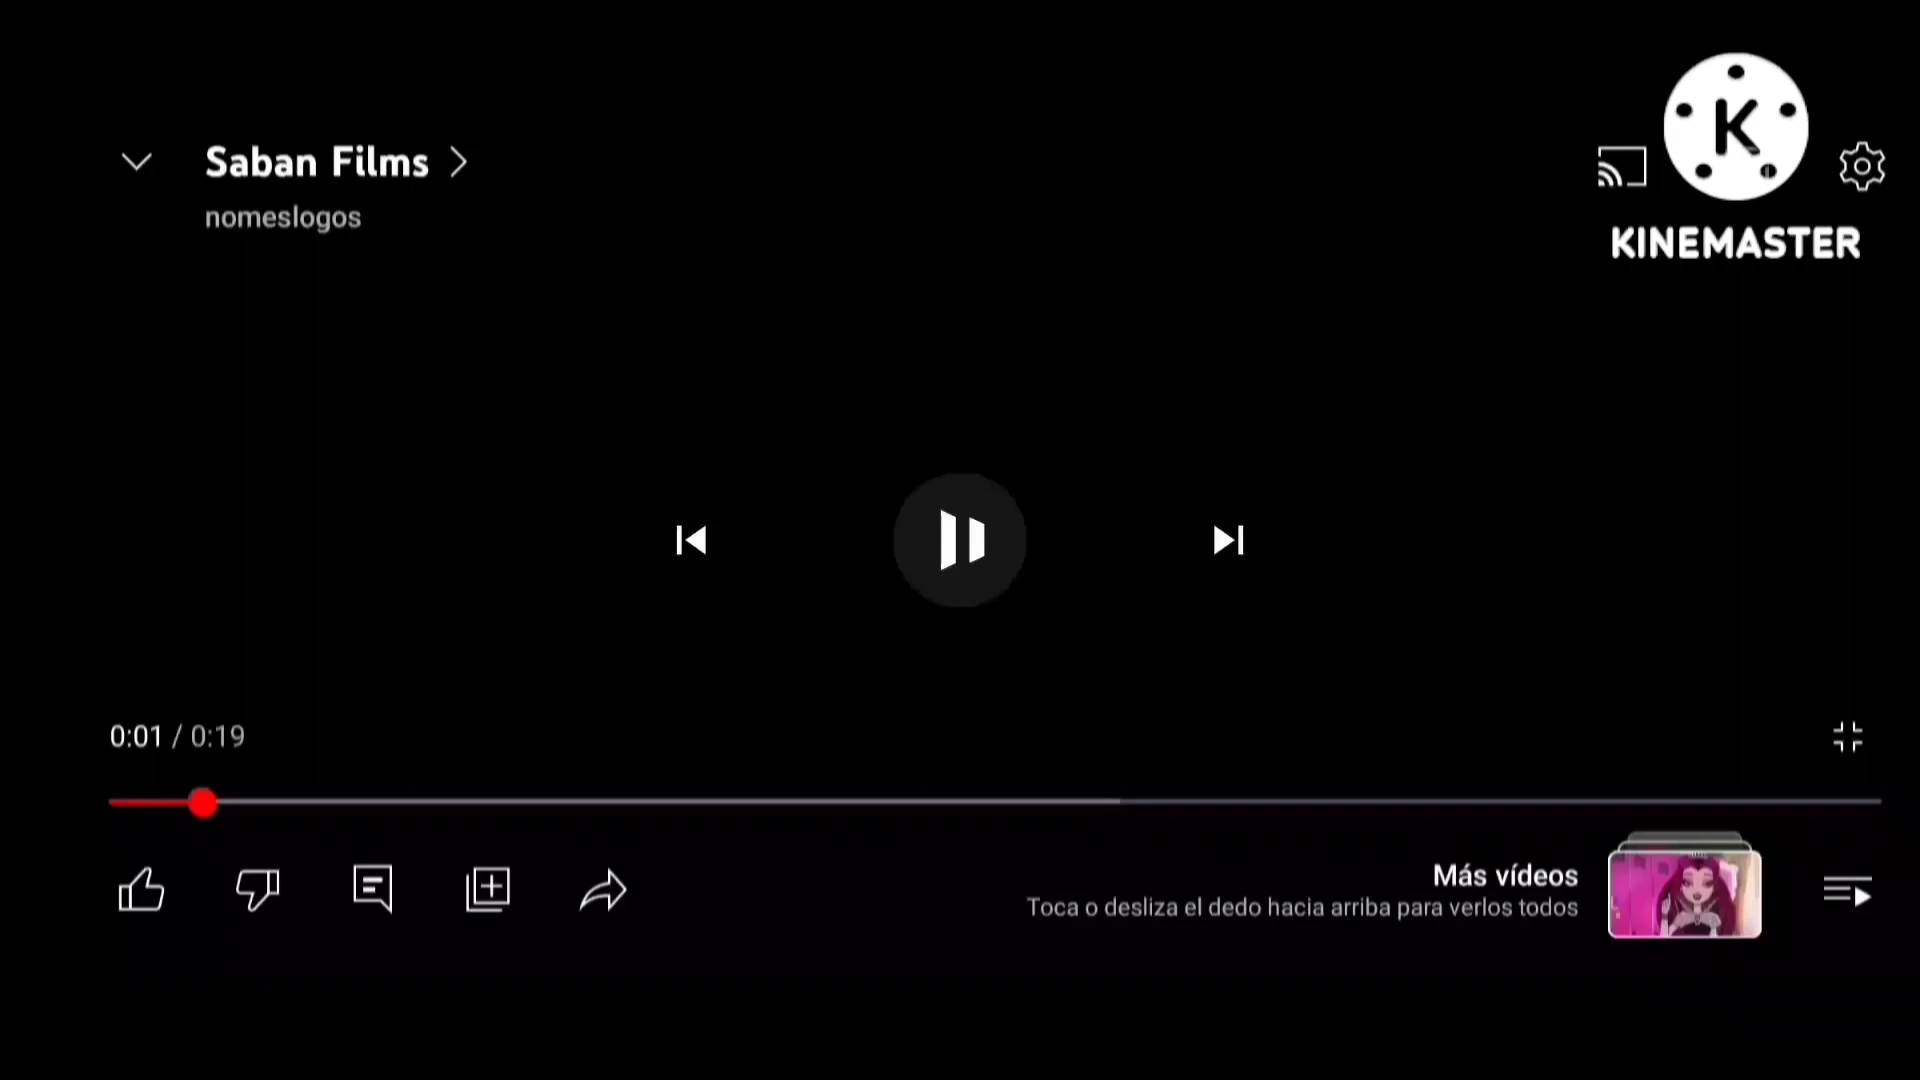 Saban Films
nomeslogos
K
KINEMASTER
0:01 / 0:19
Más vídeos
Toca o desliza el dedo hacia arriba para verlos todos